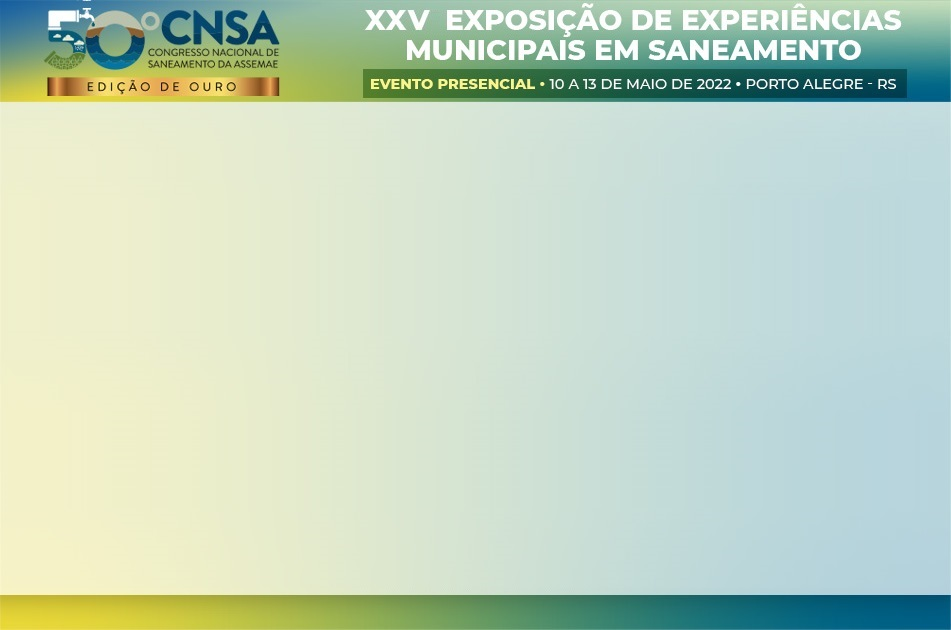 50º CNSA
CONGRESSO NACIONAL DE
SANEAMENTO DA ASSEMAE
EDIÇÃO DE OURO
XXV EXPOSIÇÃO DE EXPERIÊNCIAS
MUNICIPAIS EM SANEAMENTO
EVENTO PRESENCIAL • 10 A 13 DE MAIO DE 2022 • PORTO ALEGRE - RS